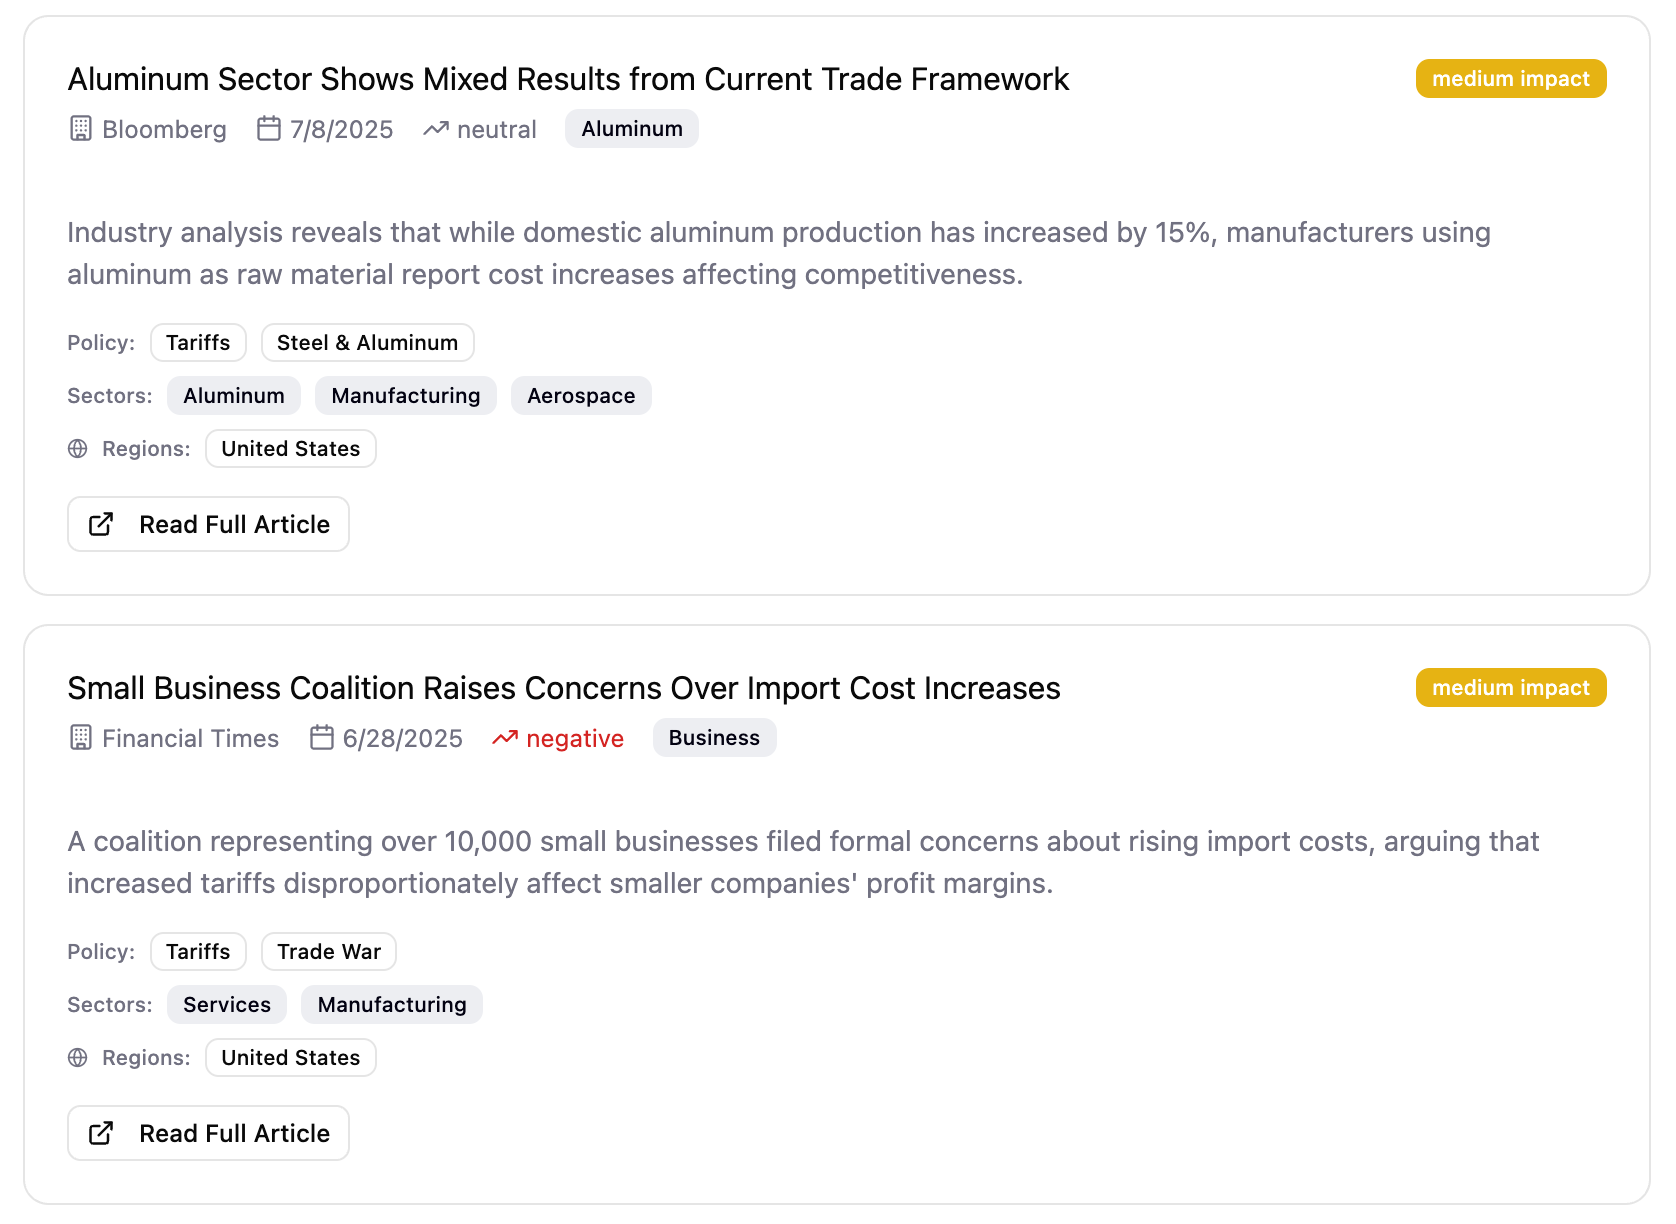 Aluminum Sector Shows Mixed Results from Current Trade Framework
medium impact
Bloomberg 7/8/2025 neutral Aluminum
Industry analysis reveals that while domestic aluminum production has increased by 15%, manufacturers using
aluminum as raw material report cost increases affecting competitiveness.
Policy: Tariffs Steel & Aluminum
Sectors: Aluminum Manufacturing Aerospace
Regions: United States
Read Full Article
Small Business Coalition Raises Concerns Over Import Cost Increases
medium impact
Financial Times 6/28/2025 negative Business
A coalition representing over 10,000 small businesses filed formal concerns about rising import costs, arguing that
increased tariffs disproportionately affect smaller companies' profit margins.
Policy: Tariffs Trade War
Sectors: Services Manufacturing
Regions: United States
Read Full Article